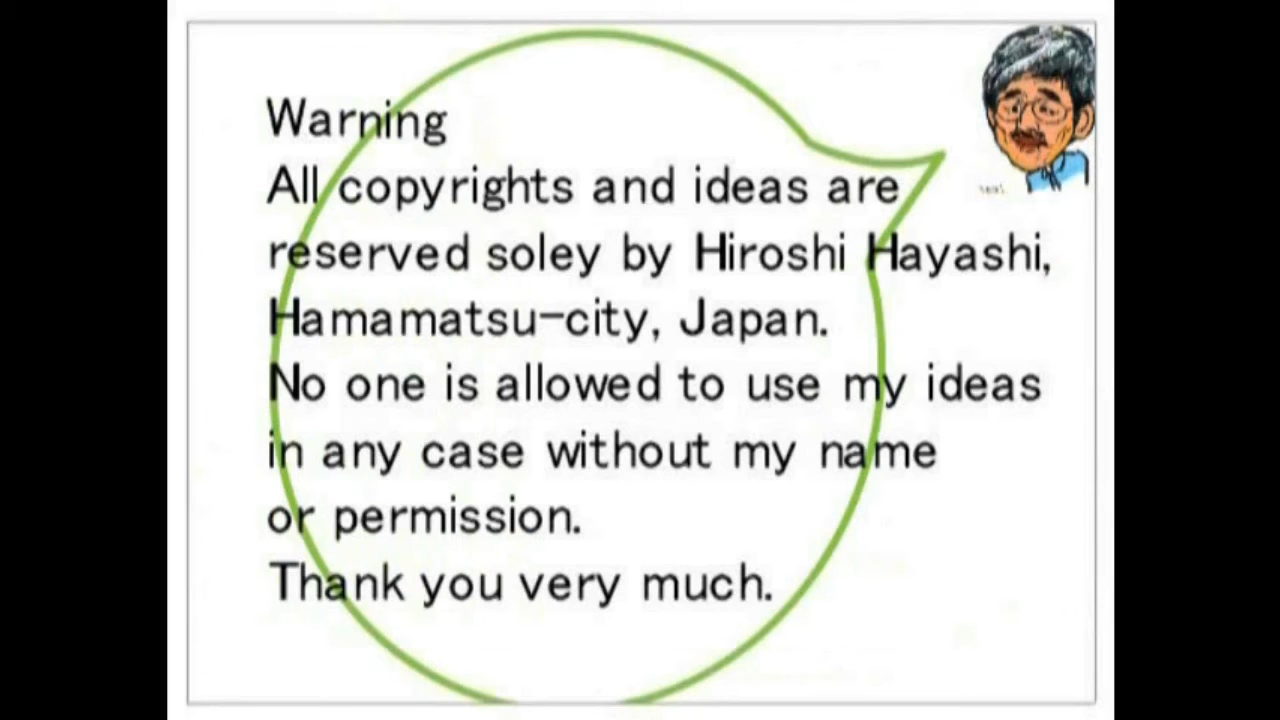 Warning
All copyrights and ideas are
reserved soley by Hiroshi Hayashi,
Hamamatsu-city, Japan.
No one is allowed to use my ideas
in any case without my name
or permission.
Thank you very much.